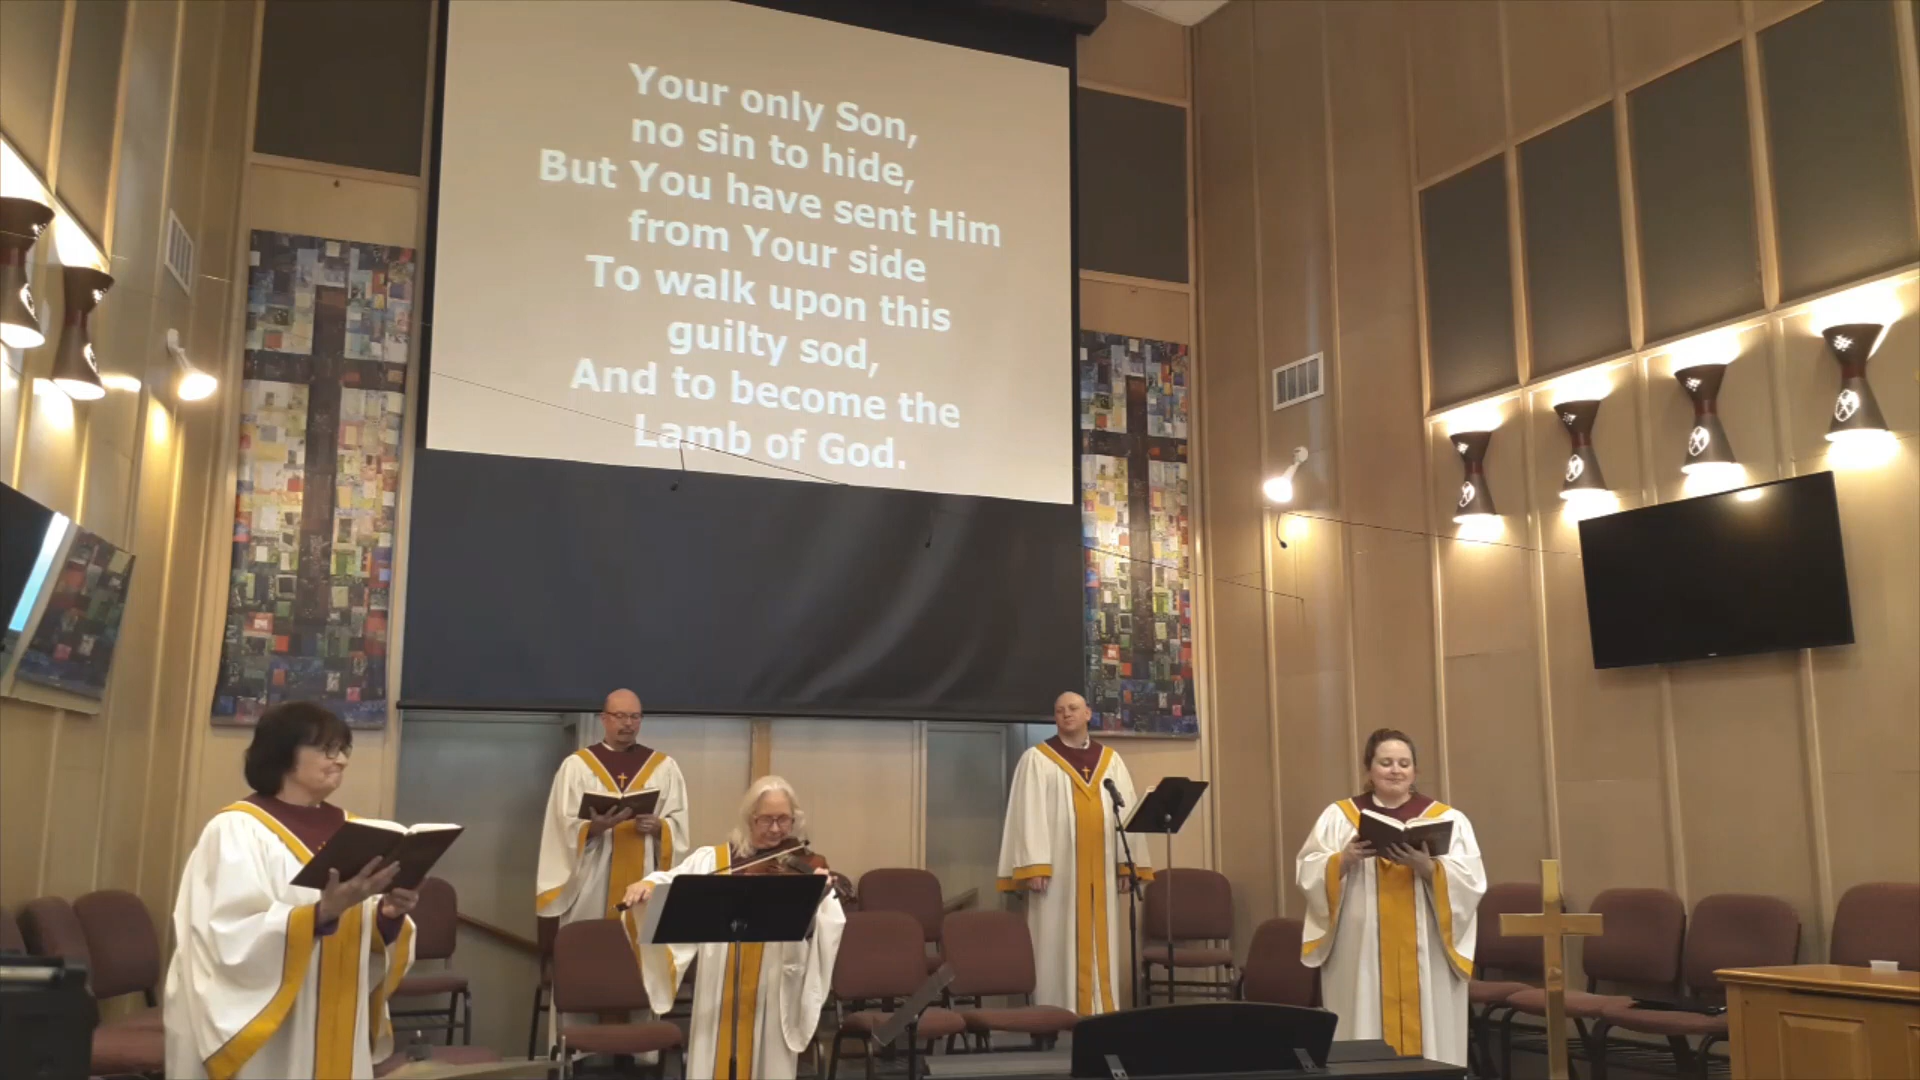 Your only Son,
no sin to hide,
But You have sent Him
from Your side
To walk upon this
guilty sod,
And to become the
Lamb of God.